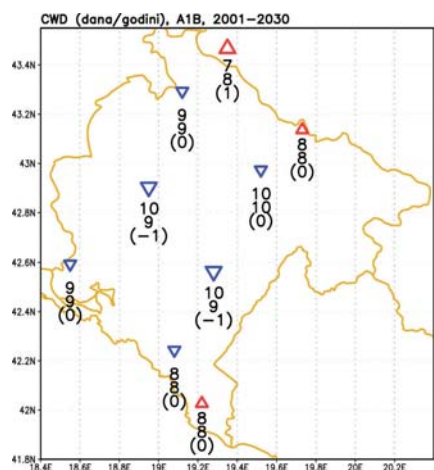 CWD (dana/godini), A1B, 2001–2030
43.4N
7
8
(1)
43.2N
9
9
(0)
8
8
(0)
43N
10
10
(0)
42.8N
10
9
(−1)
42.6N
9
9
(0)
10
9
(−1)
42.4N
42.2N
8
8
(0)
42N
8
8
(0)
41.8N
18.4E 18.6E 18.8E 19E 19.2E 19.4E 19.6E 19.8E 20E 20.2E